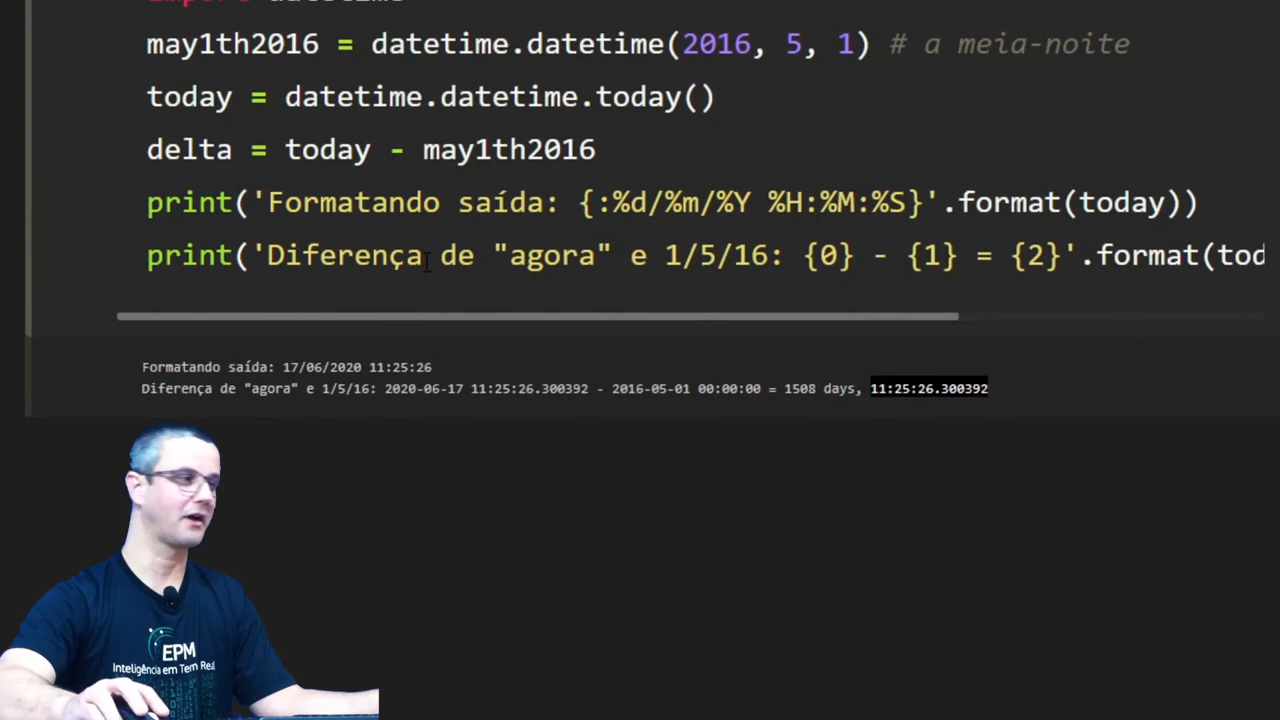 import datetime
may1th2016 = datetime.datetime(2016, 5, 1) # a meia-noite
today = datetime.datetime.today()
delta = today - may1th2016
print('Formatando saída: {:%d/%m/%Y %H:%M:%S}'.format(today))
print('Diferença de "agora" e 1/5/16: {0} - {1} = {2}'.format(tod
Formatando saída: 17/06/2020 11:25:26
Diferença de "agora" e 1/5/16: 2020-06-17 11:25:26.300392 - 2016-05-01 00:00:00 = 1508 days, 11:25:26.300392
EPM
Inteligência em Tem Real